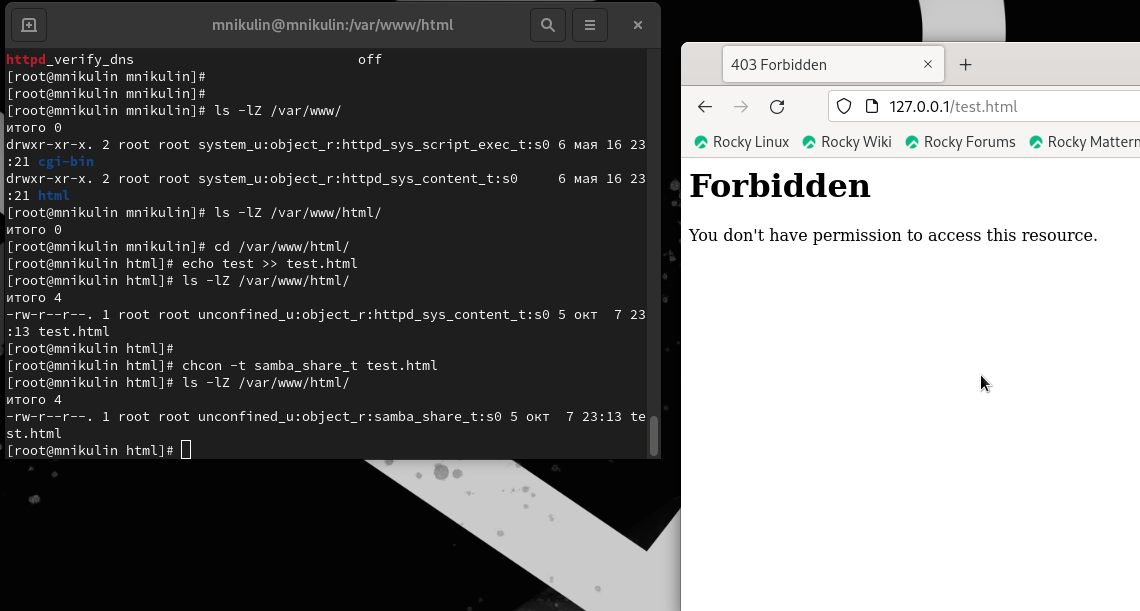 mnikulin@mnikulin:/var/www/html
httpd_verify_dns                            off
[root@mnikulin mnikulin]#
[root@mnikulin mnikulin]#
[root@mnikulin mnikulin]# ls -lZ /var/www/
итого 0
drwxr-xr-x. 2 root root system_u:object_r:httpd_sys_script_exec_t:s0 6 мая 16 23
:21 cgi-bin
drwxr-xr-x. 2 root root system_u:object_r:httpd_sys_content_t:s0     6 мая 16 23
:21 html
[root@mnikulin mnikulin]# ls -lZ /var/www/html/
итого 0
[root@mnikulin mnikulin]# cd /var/www/html/
[root@mnikulin html]# echo test >> test.html
[root@mnikulin html]# ls -lZ /var/www/html/
итого 4
-rw-r--r--. 1 root root unconfined_u:object_r:httpd_sys_content_t:s0 5 окт  7 23
:13 test.html
[root@mnikulin html]#
[root@mnikulin html]# chcon -t samba_share_t test.html
[root@mnikulin html]# ls -lZ /var/www/html/
итого 4
-rw-r--r--. 1 root root unconfined_u:object_r:samba_share_t:s0 5 окт  7 23:13 te
st.html
[root@mnikulin html]#
403 Forbidden
127.0.0.1/test.html
Rocky Linux Rocky Wiki Rocky Forums Rocky Mattern
Forbidden
You don't have permission to access this resource.